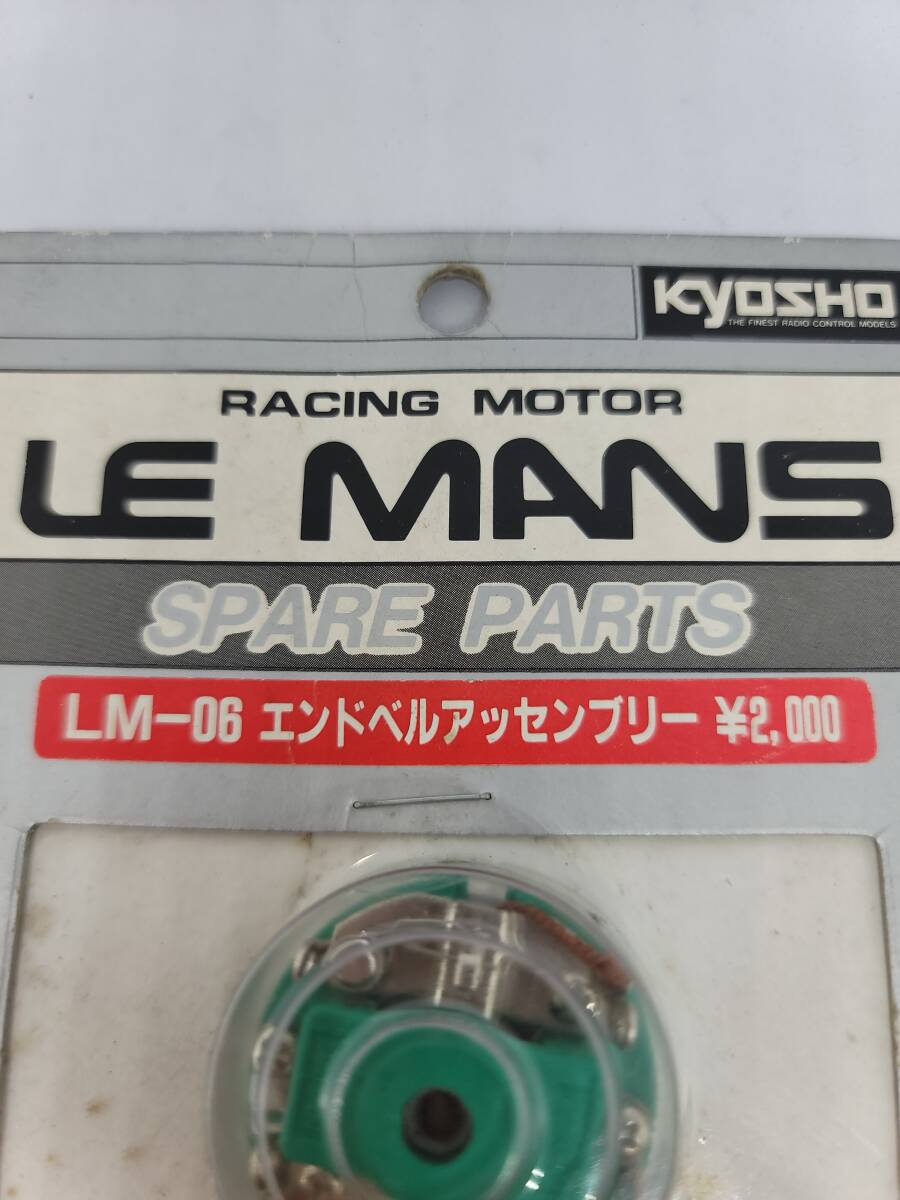 KYOSHO
THE FINEST RADIO CONTROL MODELS
RACING MOTOR
LE MANS
SPARE PARTS
LM-06 エンドベルアッセンブリー ¥2,000